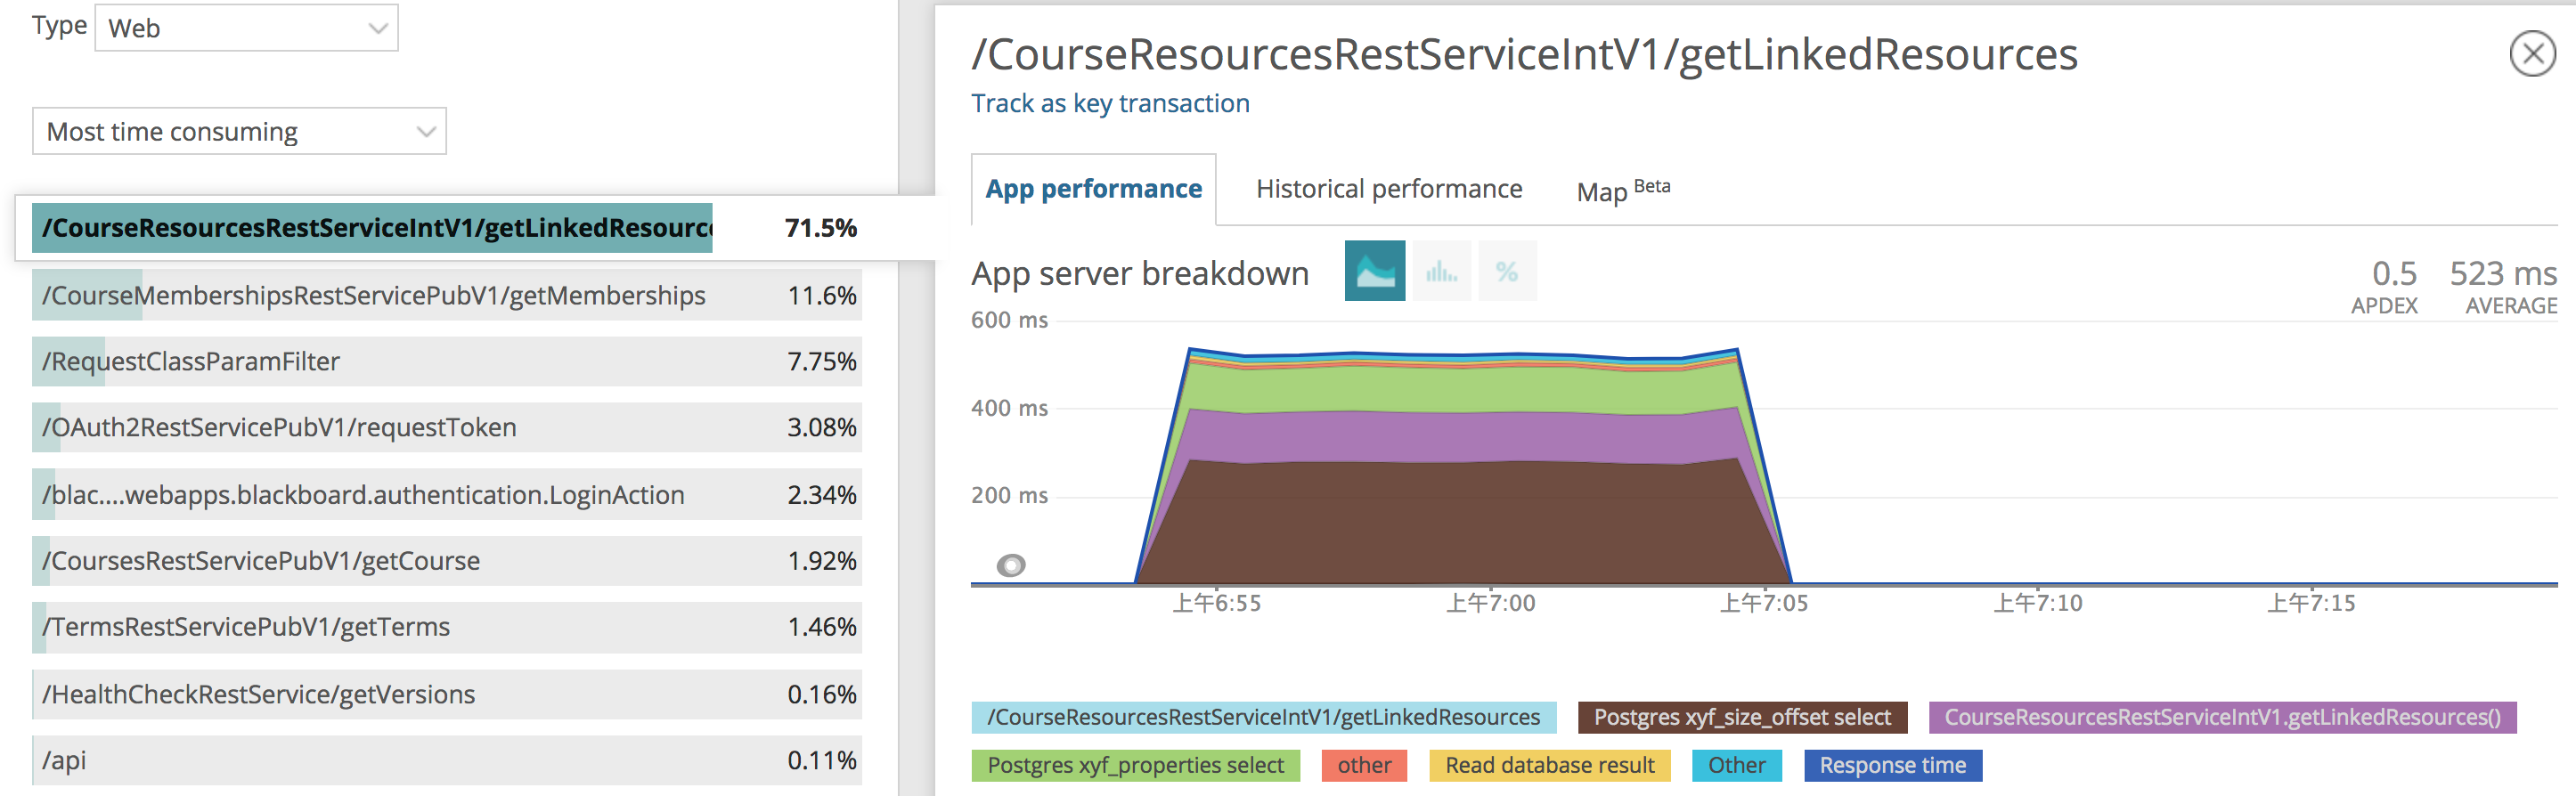 Type Web
Most time consuming
/CourseResourcesRestServiceIntV1/getLinkedResourc 71.5%
/CourseMembershipsRestServicePubV1/getMemberships 11.6%
/RequestClassParamFilter 7.75%
/OAuth2RestServicePubV1/requestToken 3.08%
/blac....webapps.blackboard.authentication.LoginAction 2.34%
/CoursesRestServicePubV1/getCourse 1.92%
/TermsRestServicePubV1/getTerms 1.46%
/HealthCheckRestService/getVersions 0.16%
/api 0.11%
/CourseResourcesRestServiceIntV1/getLinkedResources
Track as key transaction
App performance Historical performance Map Beta
App server breakdown % 0.5 523 ms
APDEX AVERAGE
600 ms
400 ms
200 ms
上午6:55 上午7:00 上午7:05 上午7:10 上午7:15
/CourseResourcesRestServiceIntV1/getLinkedResources Postgres xyf_size_offset select CourseResourcesRestServiceIntV1.getLinkedResources()
Postgres xyf_properties select other Read database result Other Response time